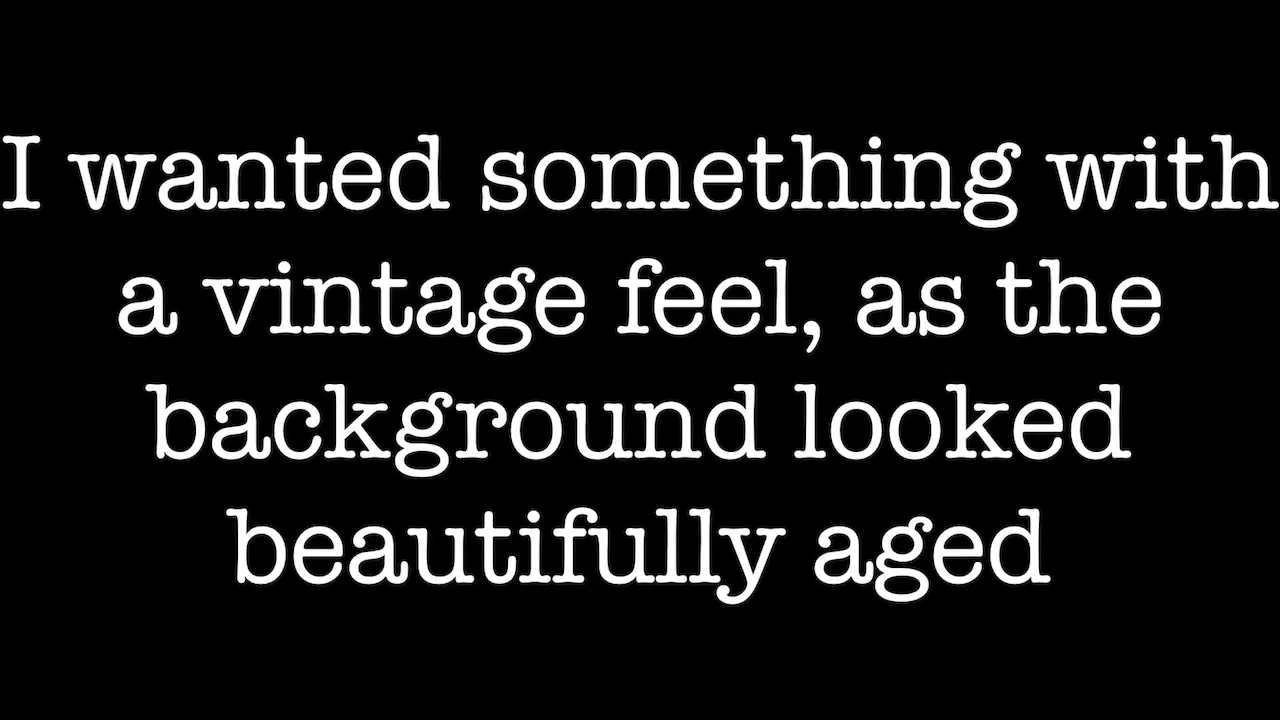 I wanted something with
a vintage feel, as the
background looked
beautifully aged